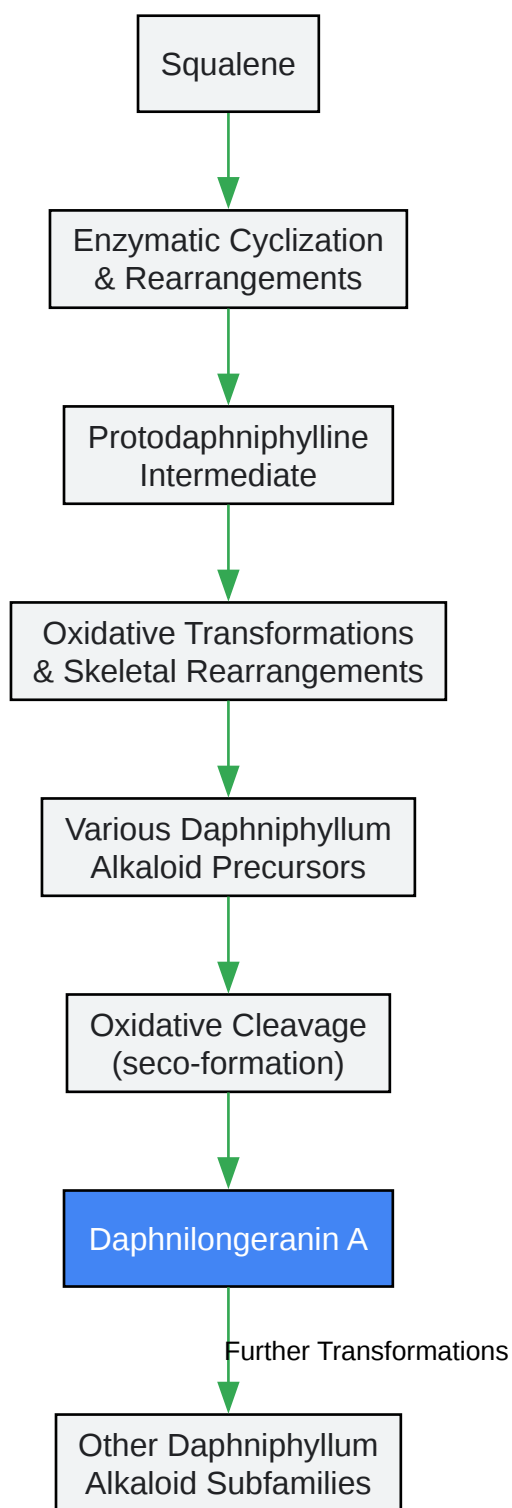 Squalene
Enzymatic Cyclization
& Rearrangements
Protodaphniphylline
Intermediate
Oxidative Transformations
& Skeletal Rearrangements
Various Daphniphyllum
Alkaloid Precursors
Oxidative Cleavage
(seco-formation)
Daphnilongeranin A
Further Transformations
Other Daphniphyllum
Alkaloid Subfamilies